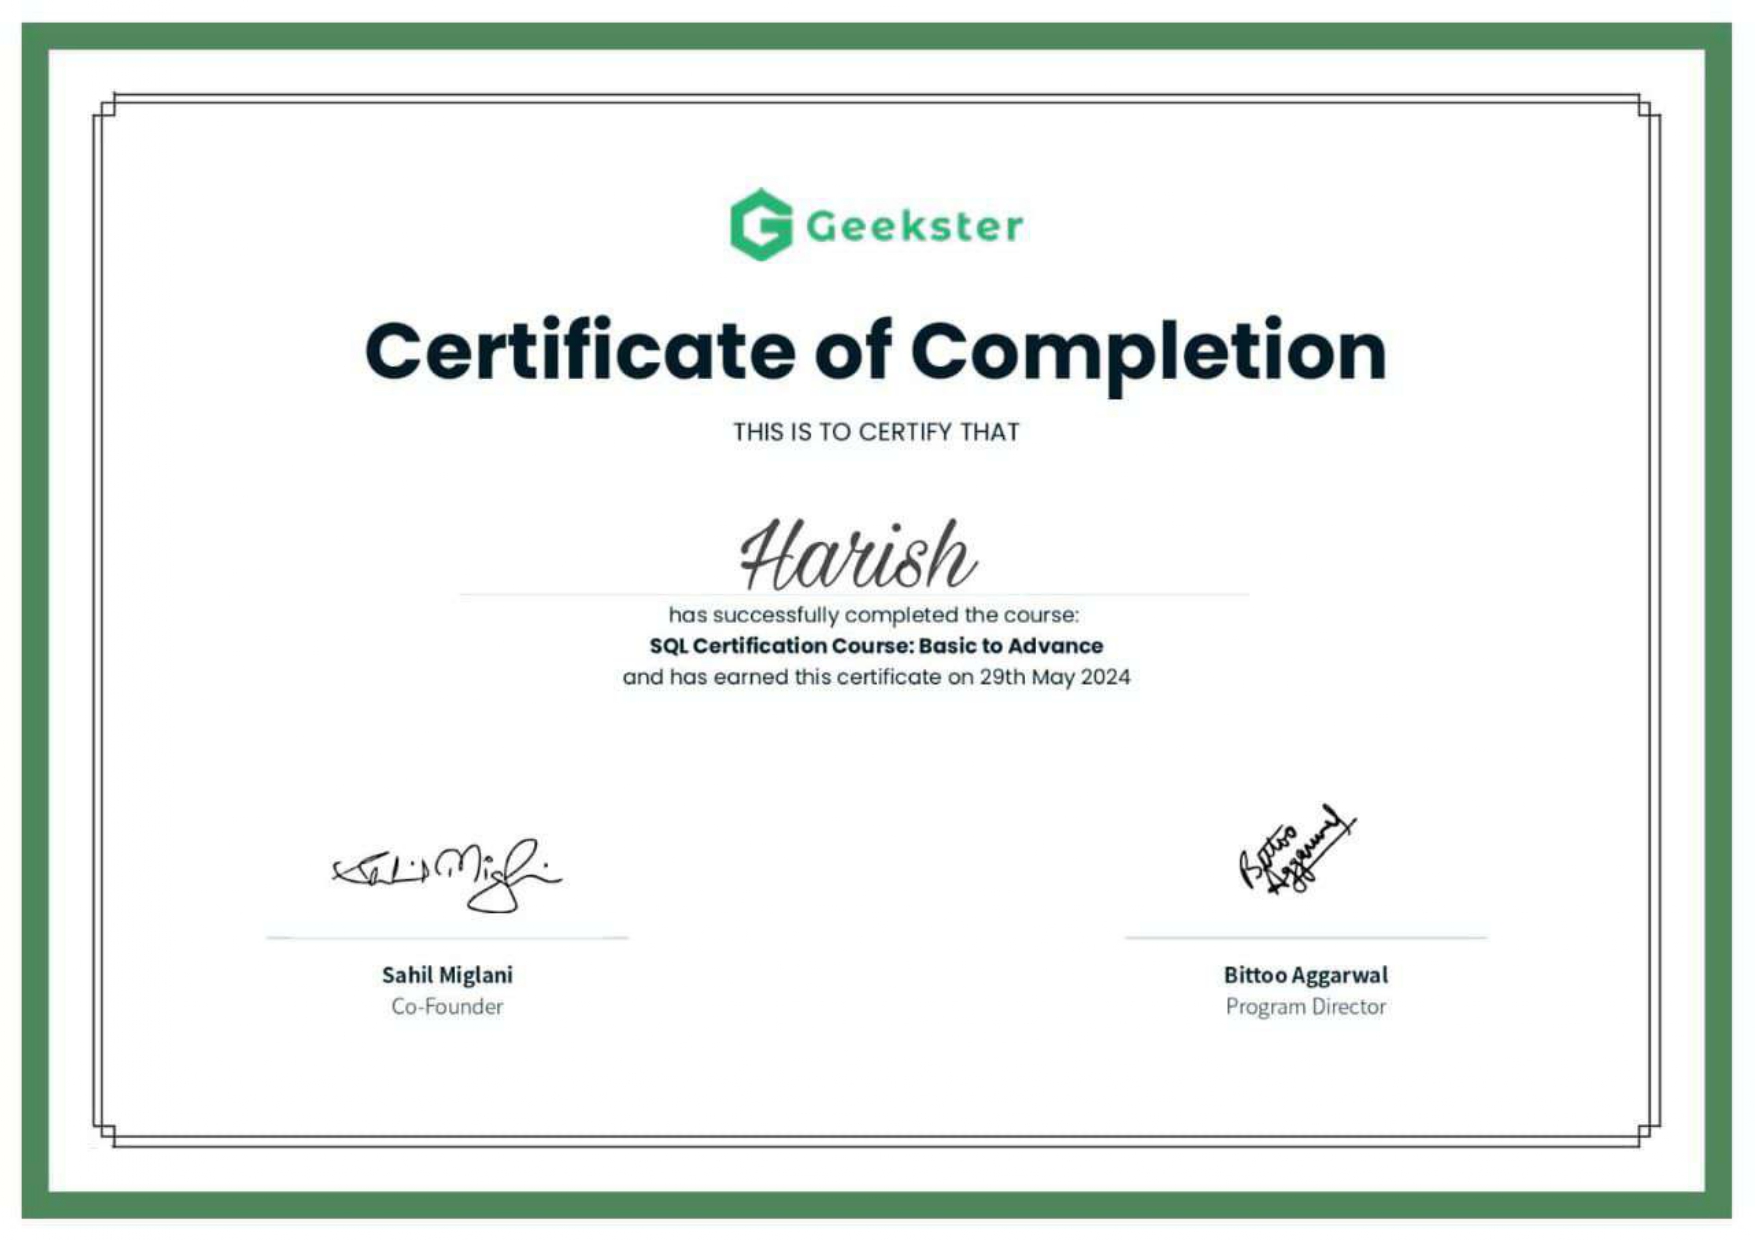 Geekster
Certificate of Completion
THIS IS TO CERTIFY THAT
Harish
has successfully completed the course:
SQL Certification Course: Basic to Advance
and has earned this certificate on 29th May 2024
Sahil Miglani
Bittoo Aggarwal
Sahil Miglani
Bittoo Aggarwal
Co-Founder
Program Director